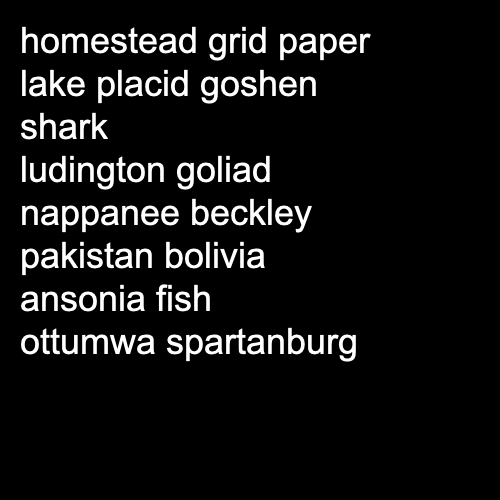 homestead grid paper
lake placid goshen
shark
ludington goliad
nappanee beckley
pakistan bolivia
ansonia fish
ottumwa spartanburg